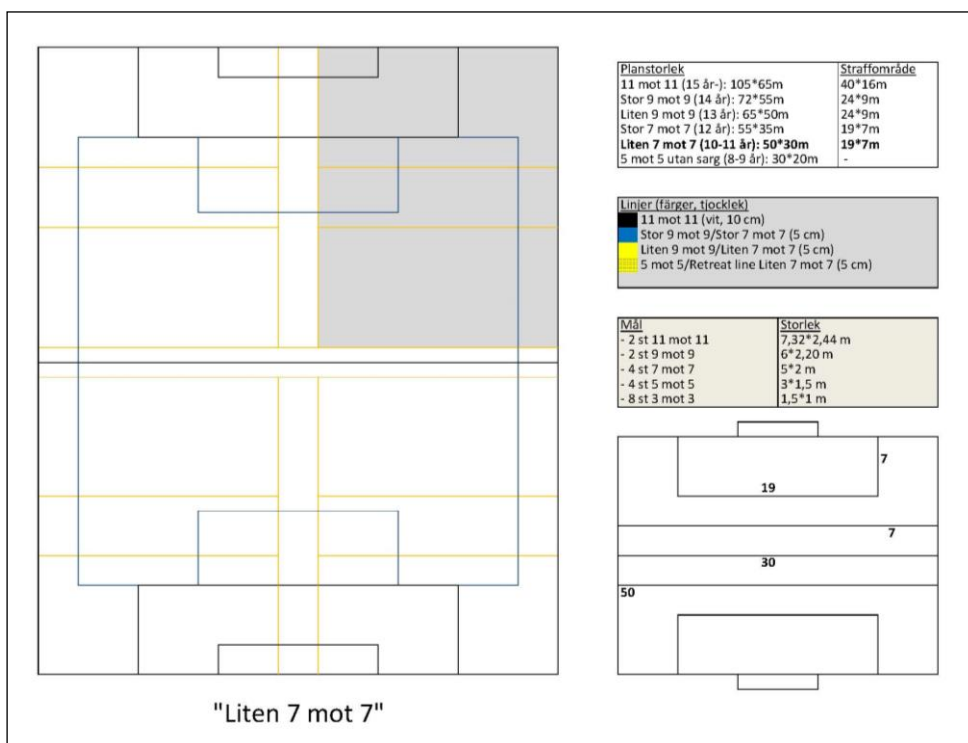 Planstorlek Straffområde
11 mot 11 (15 år-): 105*65m 40*16m
Stor 9 mot 9 (14 år): 72*55m 24*9m
Liten 9 mot 9 (13 år): 65*50m 24*9m
Stor 7 mot 7 (12 år): 55*35m 19*7m
Liten 7 mot 7 (10-11 år): 50*30m 19*7m
5 mot 5 utan sarg (8-9 år): 30*20m -
Linjer (färger, tjocklek)
11 mot 11 (vit, 10 cm)
Stor 9 mot 9/Stor 7 mot 7 (5 cm)
Liten 9 mot 9/Liten 7 mot 7 (5 cm)
5 mot 5/Retreat line Liten 7 mot 7 (5 cm)
Mål Storlek
- 2 st 11 mot 11 7,32*2,44 m
- 2 st 9 mot 9 6*2,20 m
- 4 st 7 mot 7 5*2 m
- 4 st 5 mot 5 3*1,5 m
- 8 st 3 mot 3 1,5*1 m
7
19
7
30
50
"Liten 7 mot 7"